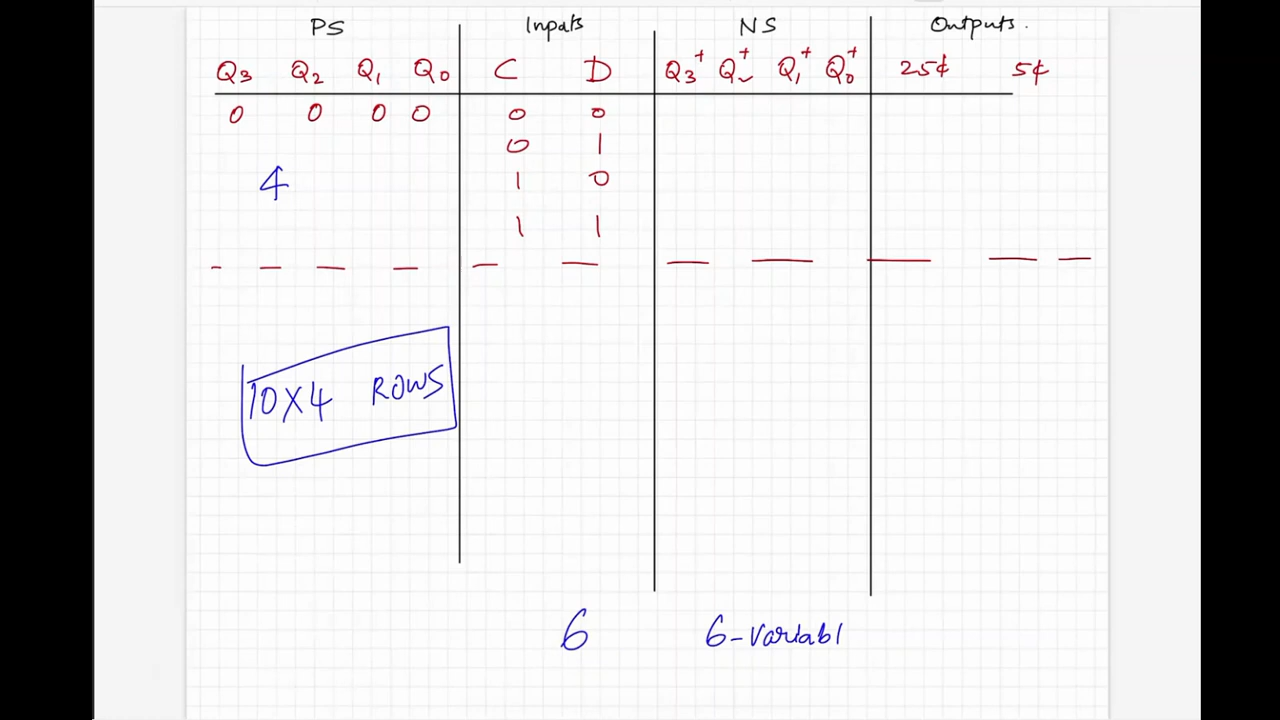 PS Inputs NS Outputs.
Q3 Q2 Q1 Q0 C D Q3+ Q2+ Q1+ Q0+ 25¢ 5¢
0 0 0 0 0 0
0 1
4 1 0
1 1
10X4 ROWS
6 6-Variabl